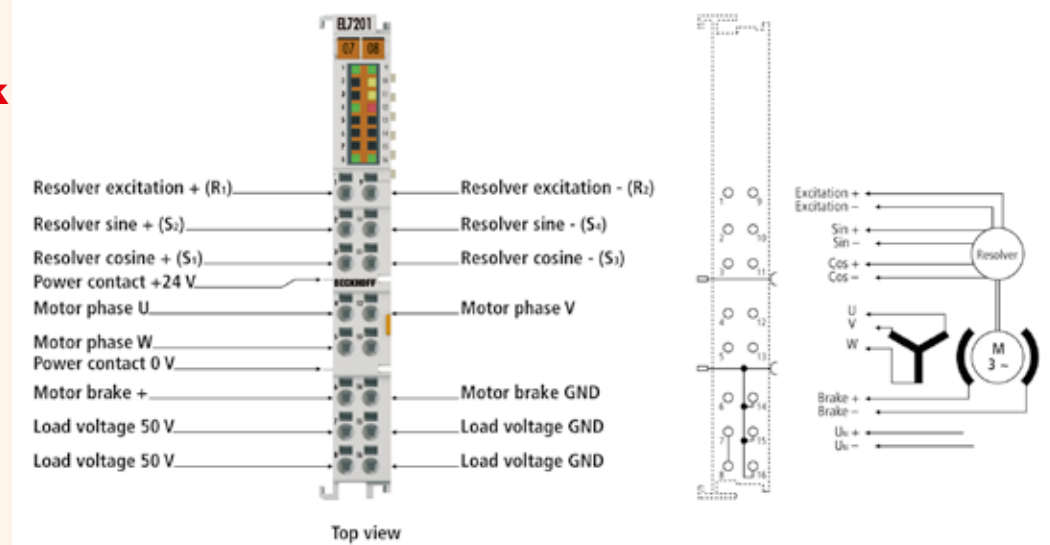 EL7201
07 08
Resolver excitation + (R₁)
Resolver excitation - (R₂)
Resolver sine + (S₂)
Resolver sine - (S₄)
Resolver cosine + (S₁)
Resolver cosine - (S₃)
Power contact +24 V
BECKHOFF
Motor phase U
Motor phase V
Motor phase W
Power contact 0 V
Motor brake +
Motor brake GND
Load voltage 50 V
Load voltage GND
Load voltage 50 V
Load voltage GND
Top view
1 9
2 10
3 11
4 12
5 13
6 14
7 15
8 16
Excitation +
Excitation –
Sin +
Sin –
Cos +
Cos –
Resolver
U
V
W
M
3 ~
Brake +
Brake –